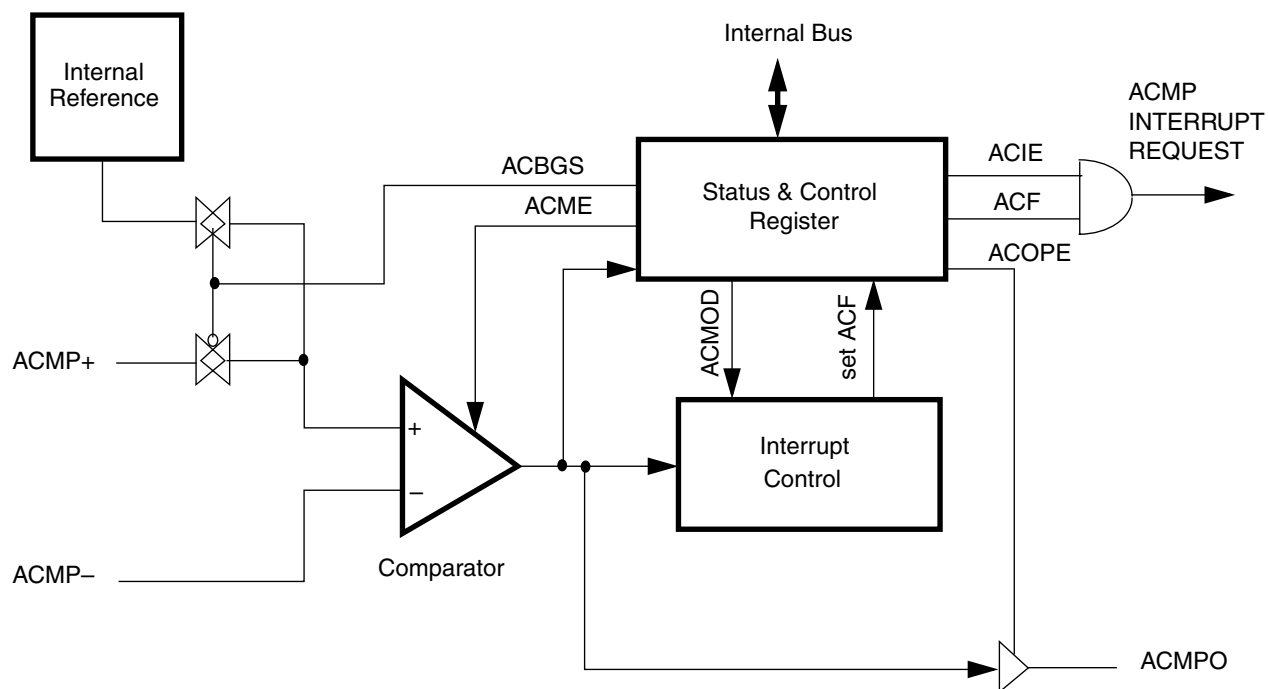 Internal Bus
Internal
Reference
ACMP
INTERRUPT
REQUEST
ACBGS
ACME
Status & Control
Register
ACIE
ACF
ACOPE
ACMOD
set ACF
ACMP+
+
–
Interrupt
Control
Comparator
ACMP–
ACMPO